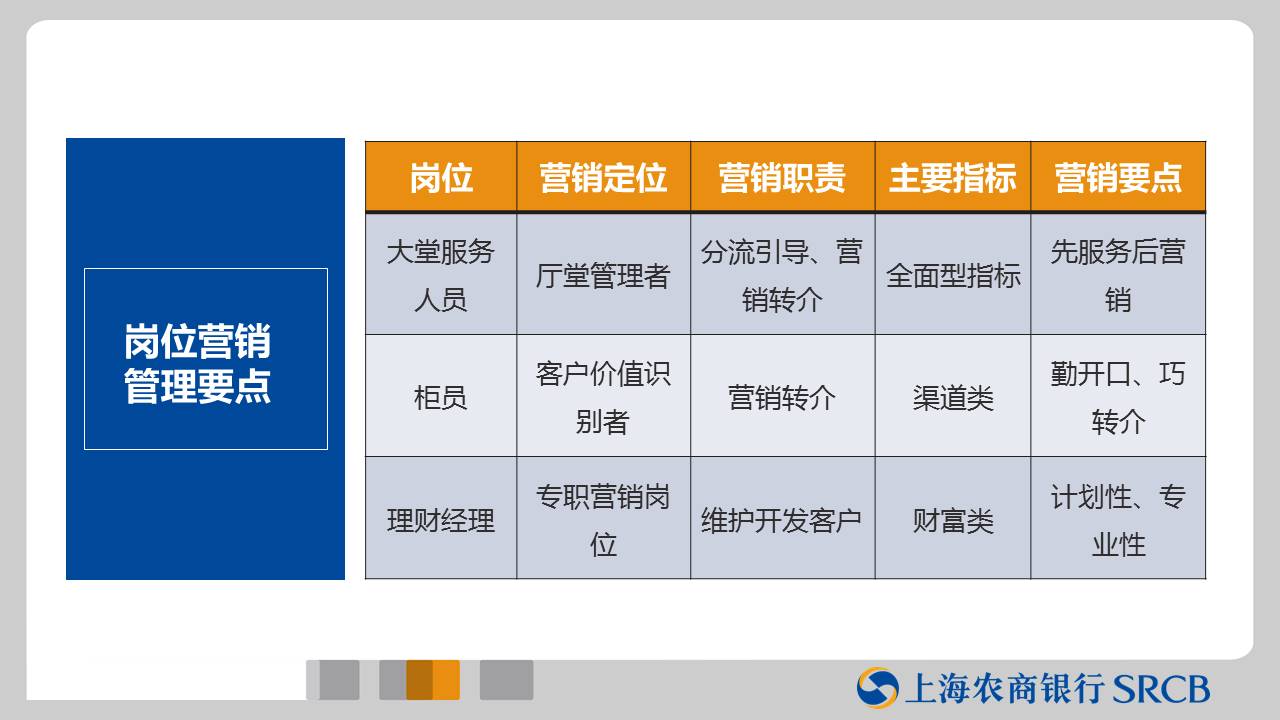 岗位营销
管理要点
岗位 营销定位 营销职责 主要指标 营销要点
大堂服务
人员
厅堂管理者
分流引导、营
销转介
全面型指标
先服务后营
销
柜员
客户价值识
别者
营销转介
渠道类
勤开口、巧
转介
理财经理
专职营销岗
位
维护开发客户
财富类
计划性、专
业性
上海农商银行 SRCB